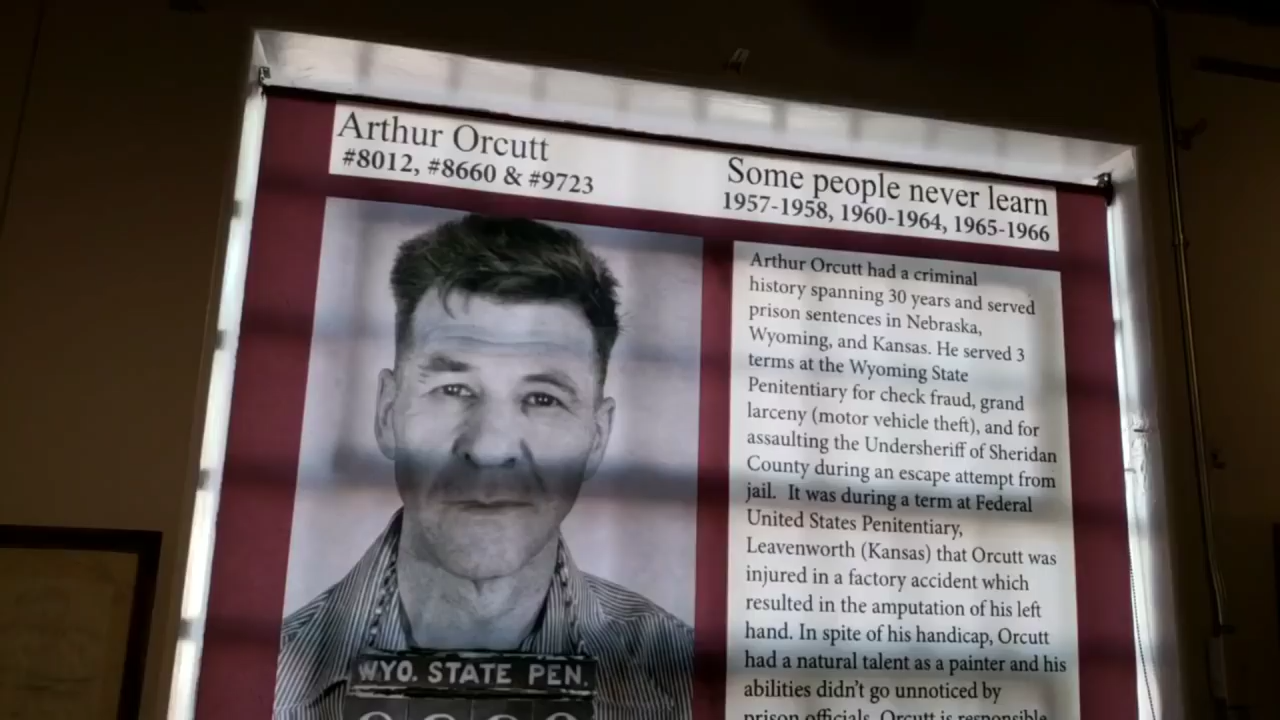 Arthur Orcutt
#8012, #8660 & #9723
Some people never learn
1957-1958, 1960-1964, 1965-1966
Arthur Orcutt had a criminal
history spanning 30 years and served
prison sentences in Nebraska,
Wyoming, and Kansas. He served 3
terms at the Wyoming State
Penitentiary for check fraud, grand
larceny (motor vehicle theft), and for
assaulting the Undersheriff of Sheridan
County during an escape attempt from
jail. It was during a term at Federal
United States Penitentiary,
Leavenworth (Kansas) that Orcutt was
injured in a factory accident which
resulted in the amputation of his left
hand. In spite of his handicap, Orcutt
had a natural talent as a painter and his
abilities didn't go unnoticed by
prison officials. Orcutt is responsible
WYO. STATE PEN.